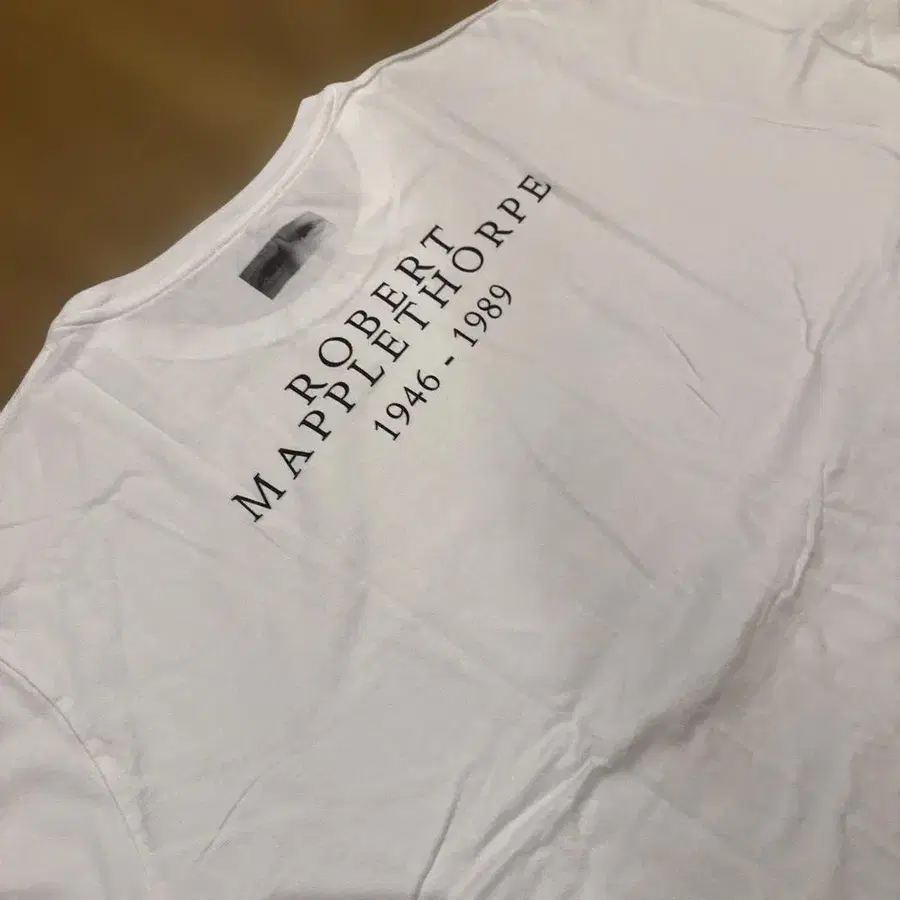 ROBERT
MAPPLETHORPE
1946 - 1989